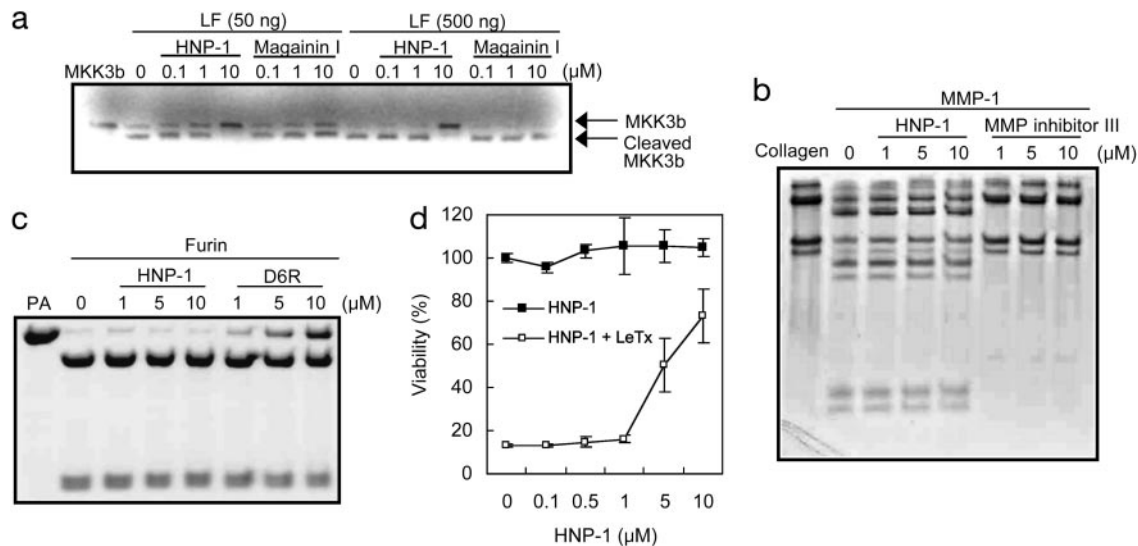 a
LF (50 ng) LF (500 ng)
HNP-1 Magainin I HNP-1 Magainin I
MKK3b 0 0.1 1 10 0.1 1 10 0 0.1 1 10 0.1 1 10 (µM)
MKK3b
Cleaved
MKK3b
b
MMP-1
HNP-1 MMP inhibitor III
Collagen 0 1 5 10 1 5 10 (µM)
c
Furin
HNP-1 D6R
PA 0 1 5 10 1 5 10 (µM)
d
120
100
80
60
40
20
0
Viability (%)
HNP-1
HNP-1 + LeTx
0 0.1 0.5 1 5 10
HNP-1 (µM)